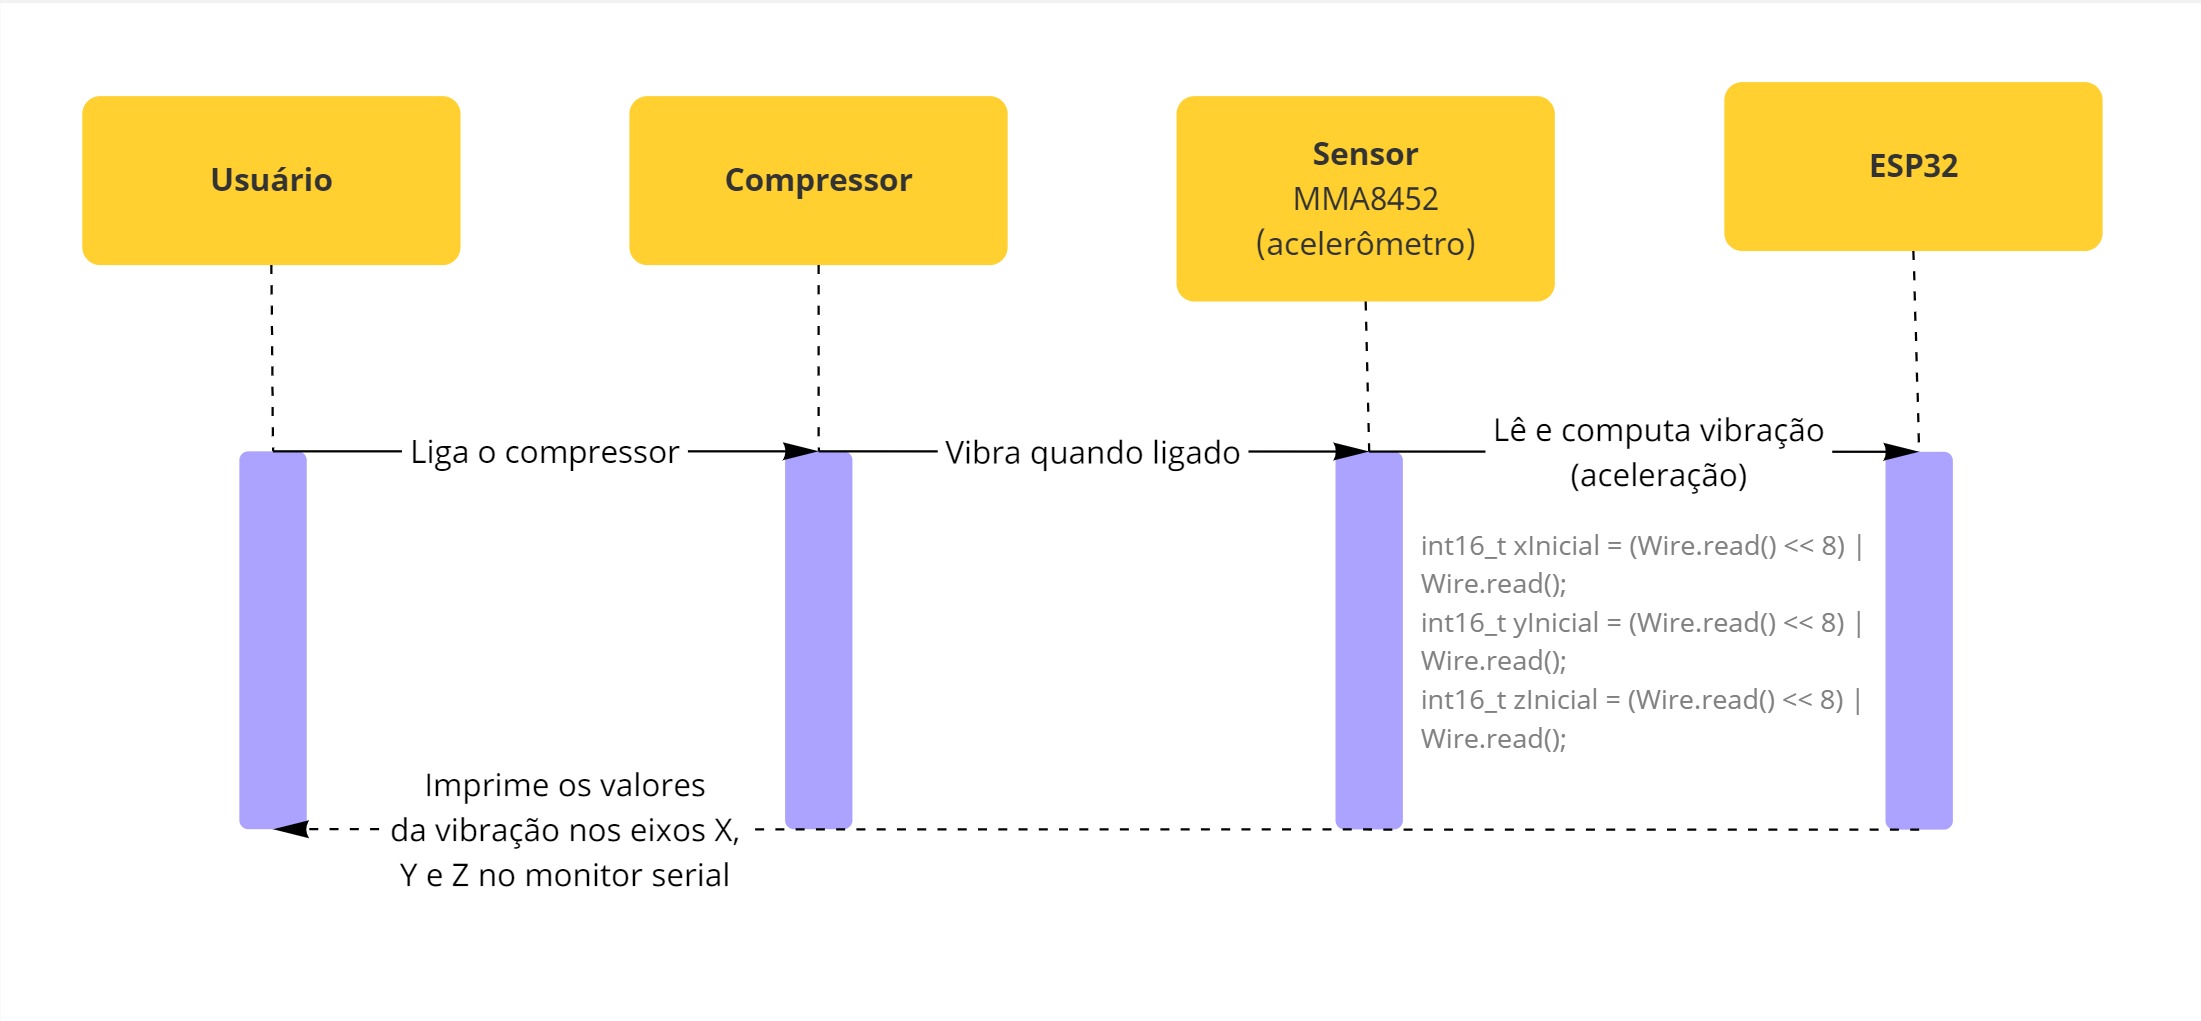 Usuário
Compressor
Sensor
MMA8452
(acelerômetro)
ESP32
Liga o compressor
Vibra quando ligado
Lê e computa vibração
(aceleração)
int16_t xInicial = (Wire.read() << 8) |
Wire.read();
int16_t yInicial = (Wire.read() << 8) |
Wire.read();
int16_t zInicial = (Wire.read() << 8) |
Wire.read();
Imprime os valores
da vibração nos eixos X,
Y e Z no monitor serial